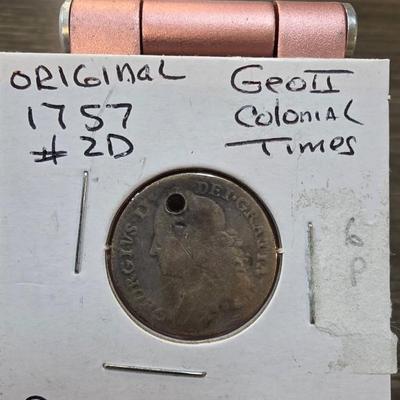 ORIGINaL
1757
#2D
GeoII
COLONIAL
Times
GEORGIUS II DEI·GRATIA
6
P